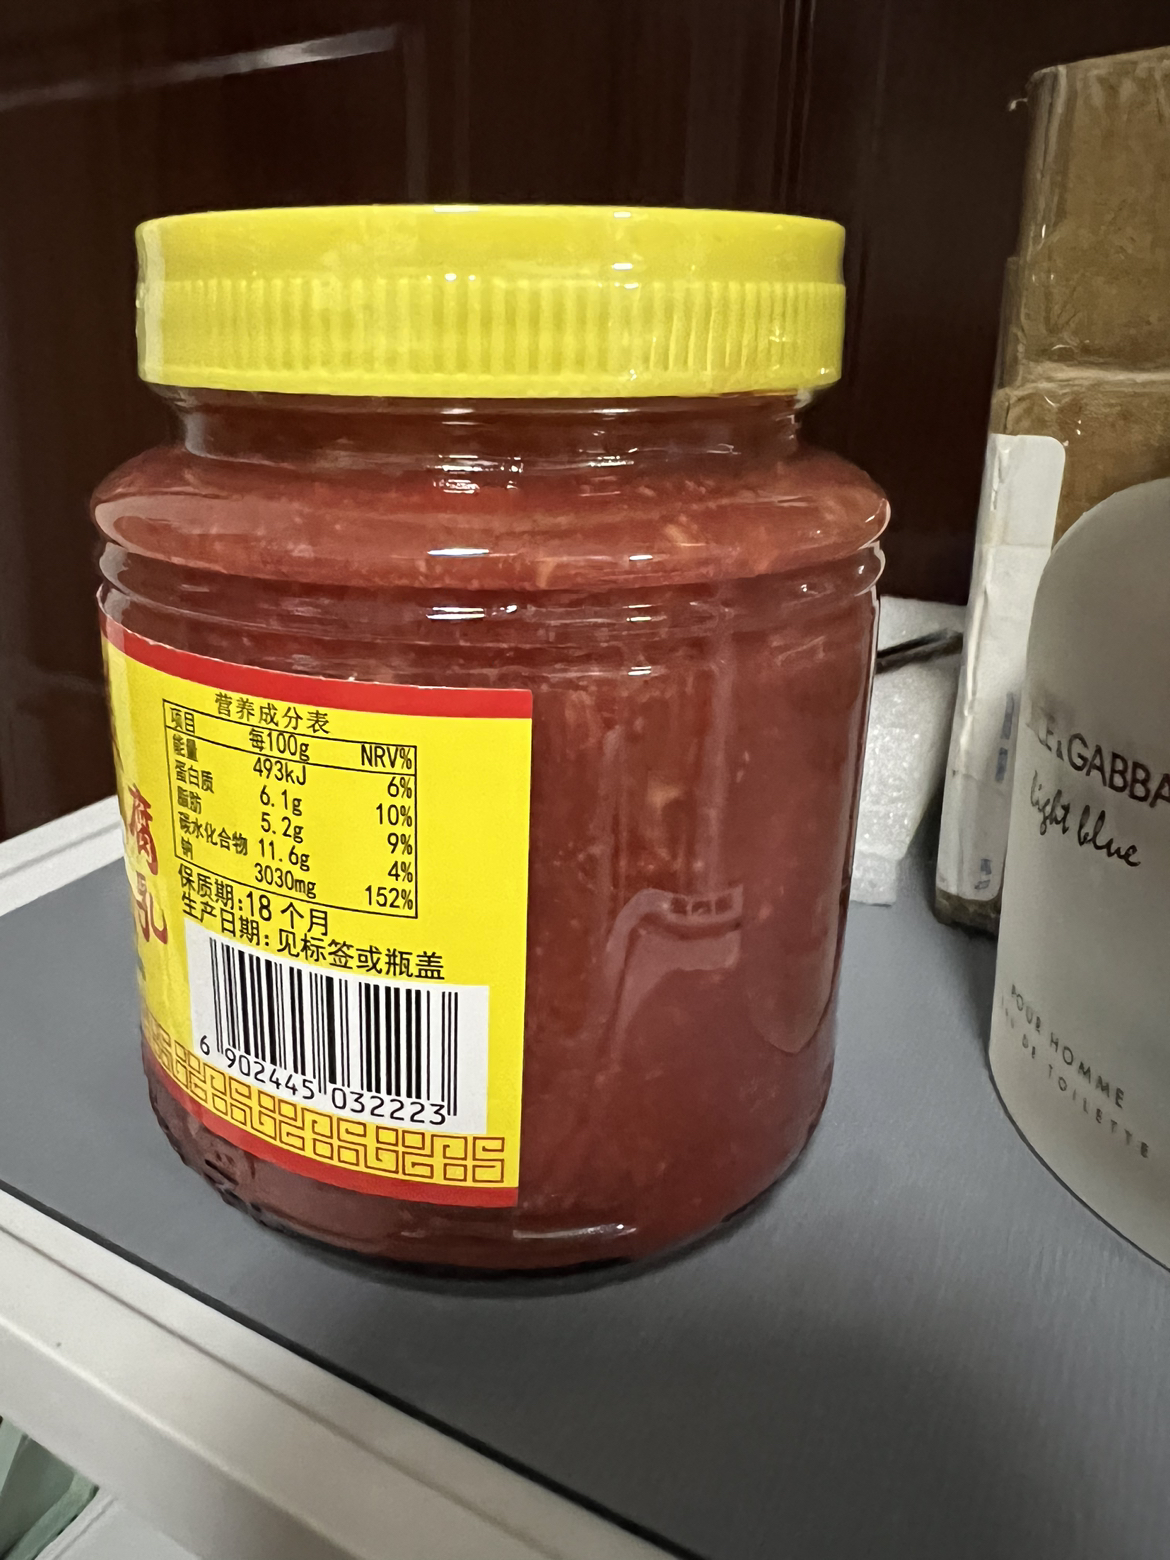 营养成分表
项目 每100g NRV%
能量 493kJ 6%
蛋白质 6.1g 10%
脂肪 5.2g 9%
碳水化合物 11.6g 4%
钠 3030mg 152%
保质期:18个月
生产日期:见标签或瓶盖
6 902445 032223
腐
乳
&GABBA
light blue
POUR HOMME
DE TOILETTE